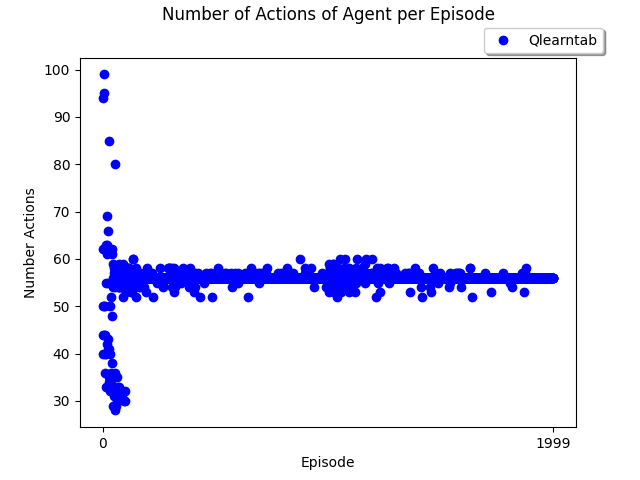 Number of Actions of Agent per Episode
Qlearntab
100
90
80
70
60
50
40
30
Number Actions
0
1999
Episode